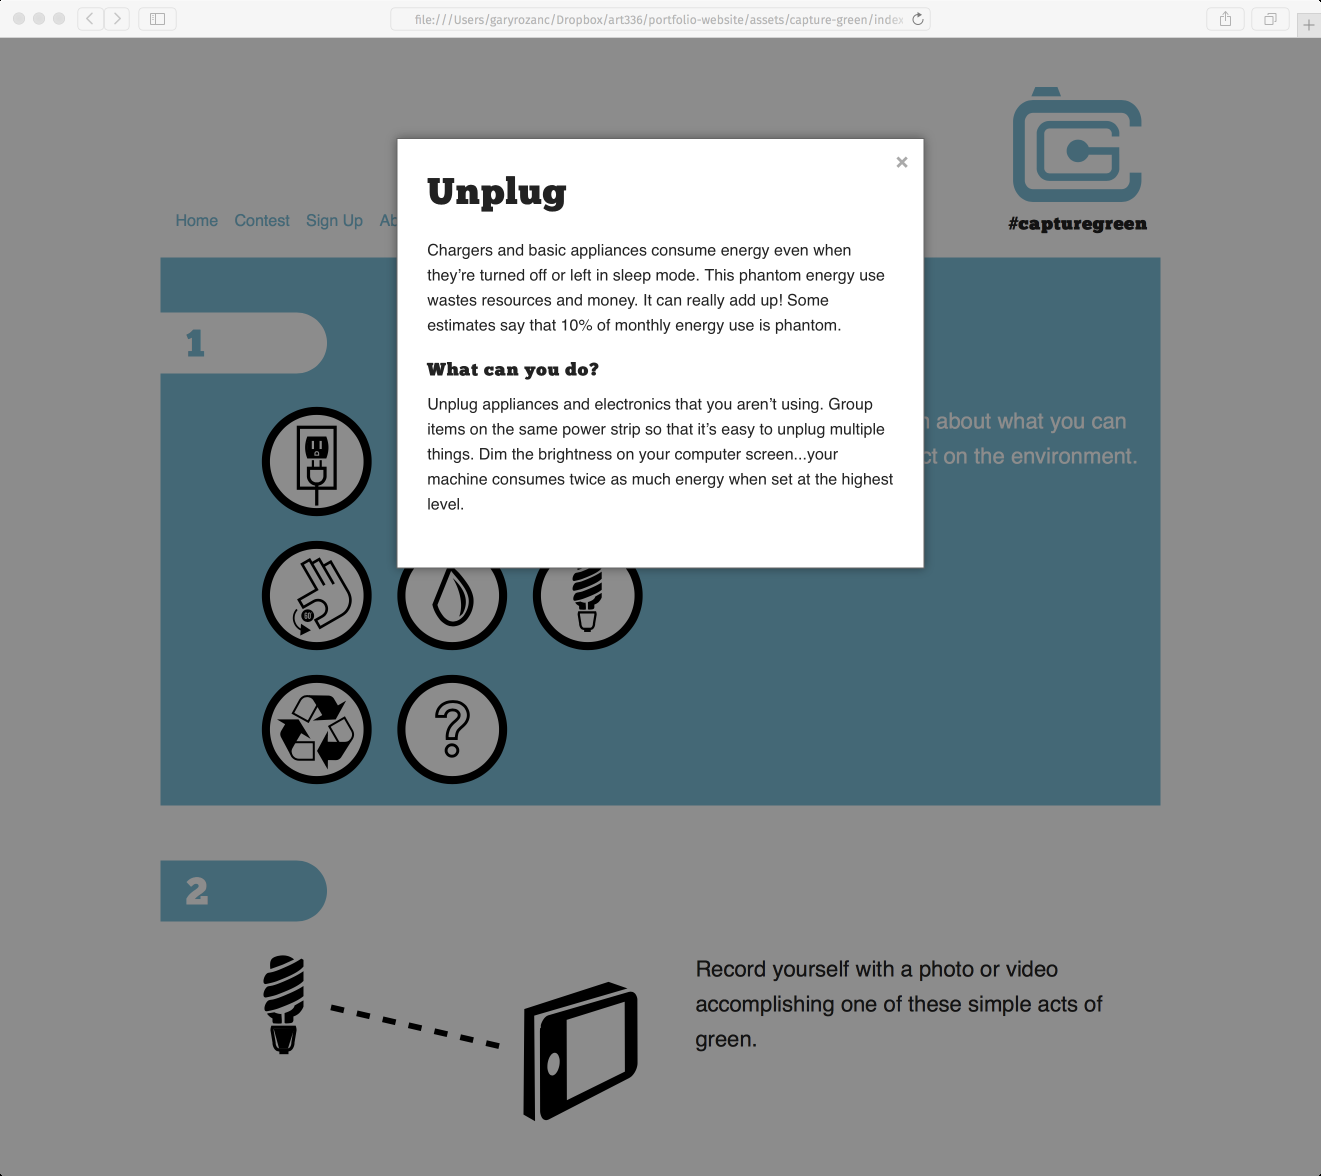 file:///Users/garyrozanc/Dropbox/art336/portfolio-website/assets/capture-green/index
#capturegreen
Home Contest Sign Up
Unplug
Chargers and basic appliances consume energy even when
they’re turned off or left in sleep mode. This phantom energy use
wastes resources and money. It can really add up! Some
estimates say that 10% of monthly energy use is phantom.
What can you do?
Unplug appliances and electronics that you aren’t using. Group
items on the same power strip so that it’s easy to unplug multiple
things. Dim the brightness on your computer screen...your
machine consumes twice as much energy when set at the highest
level.
1
about what you can
on the environment.
2
Record yourself with a photo or video
accomplishing one of these simple acts of
green.